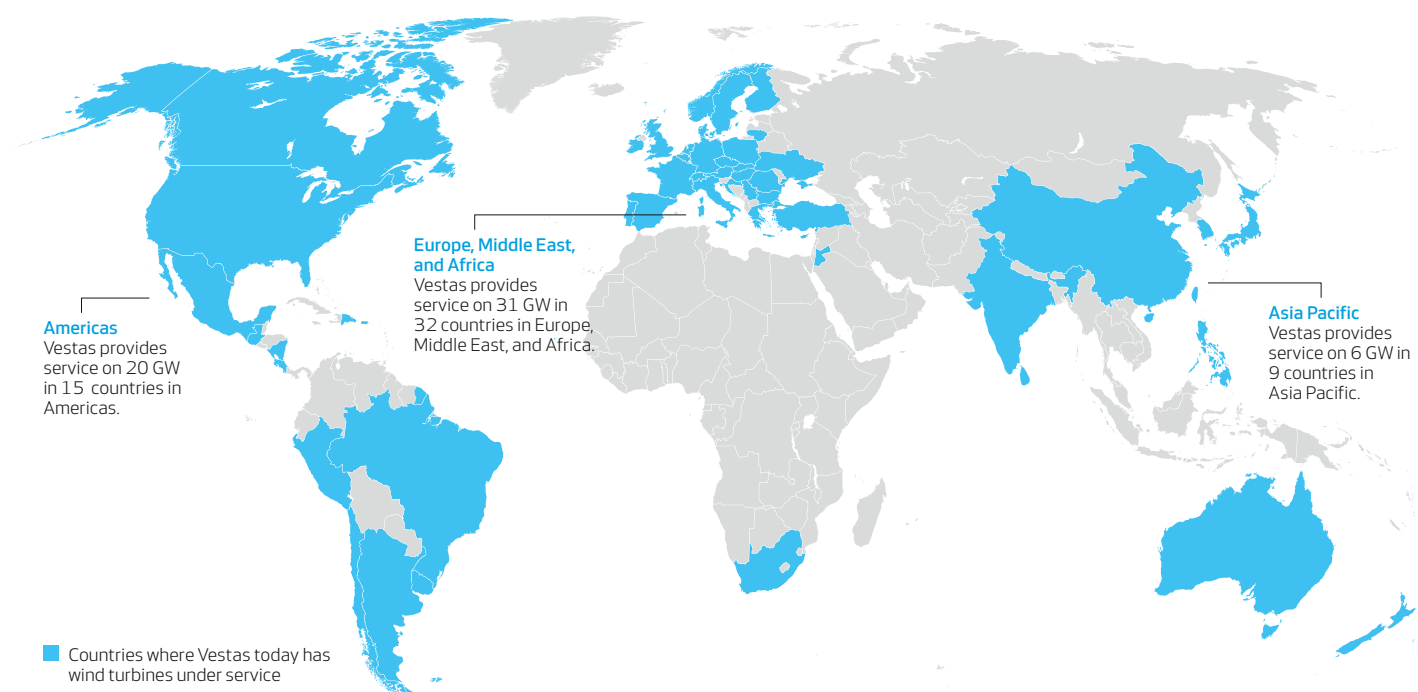 Europe, Middle East,
and Africa
Vestas provides
service on 31 GW in
32 countries in Europe,
Middle East, and Africa.
Americas
Vestas provides
service on 20 GW
in 15 countries in
Americas.
Asia Pacific
Vestas provides
service on 6 GW in
9 countries in
Asia Pacific.
Countries where Vestas today has
wind turbines under service